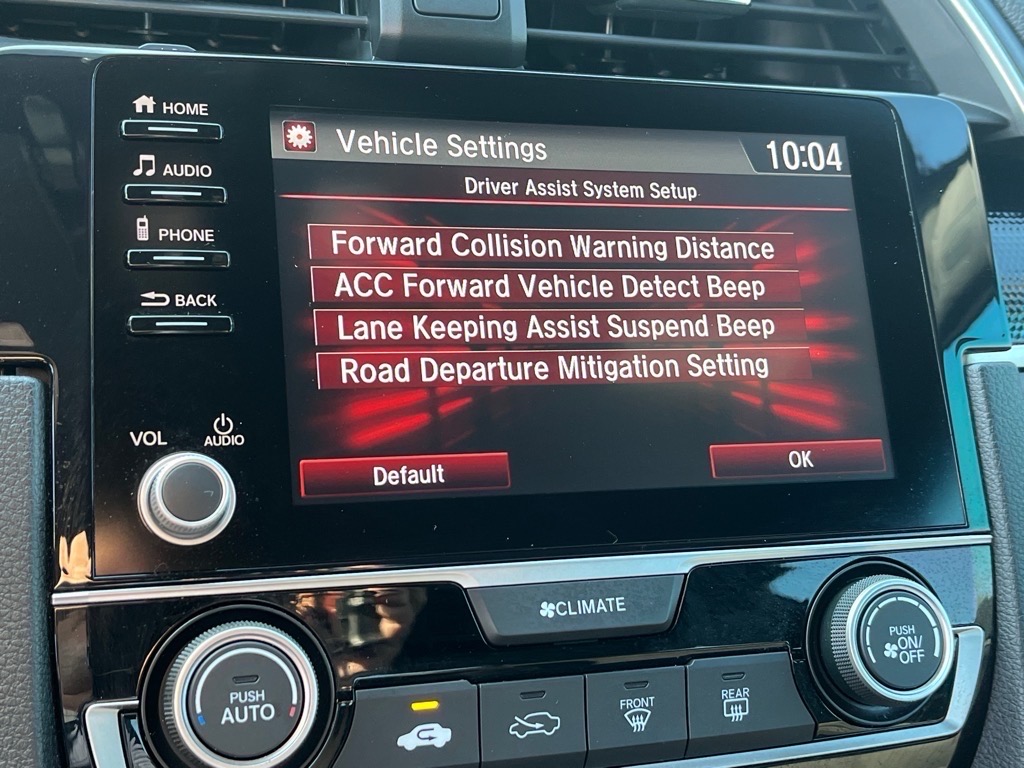 HOME
AUDIO
PHONE
BACK
VOL
AUDIO
Vehicle Settings
10:04
Driver Assist System Setup
Forward Collision Warning Distance
ACC Forward Vehicle Detect Beep
Lane Keeping Assist Suspend Beep
Road Departure Mitigation Setting
Default
OK
CLIMATE
PUSH
AUTO
FRONT
REAR
PUSH
ON/
OFF